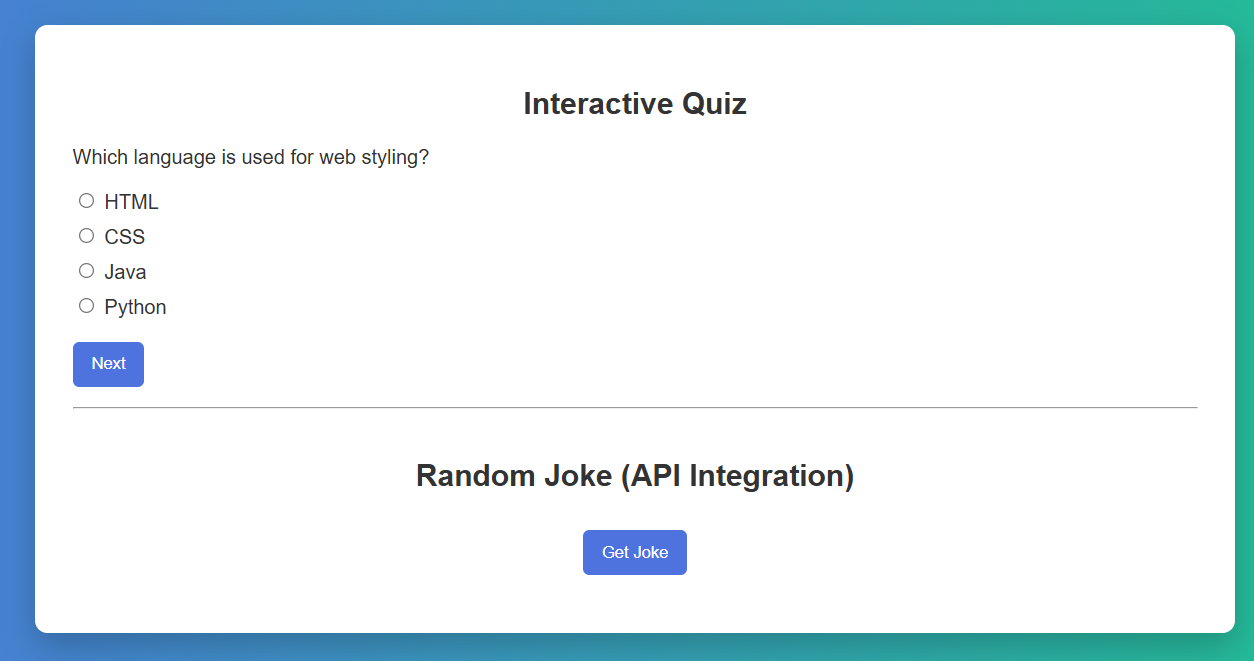 Interactive Quiz
Which language is used for web styling?
HTML
CSS
Java
Python
Next
Random Joke (API Integration)
Get Joke